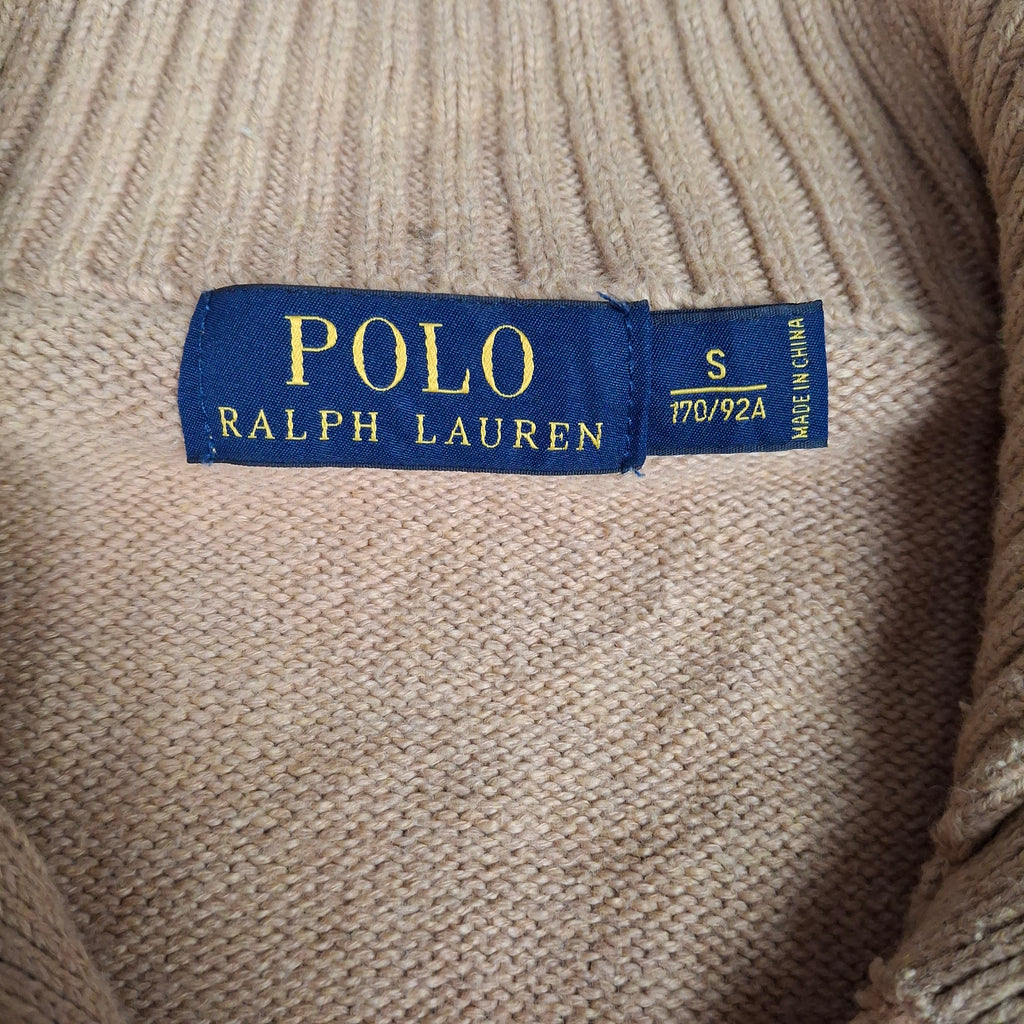 POLO
RALPH LAUREN
S
170/92A
MADE IN CHINA